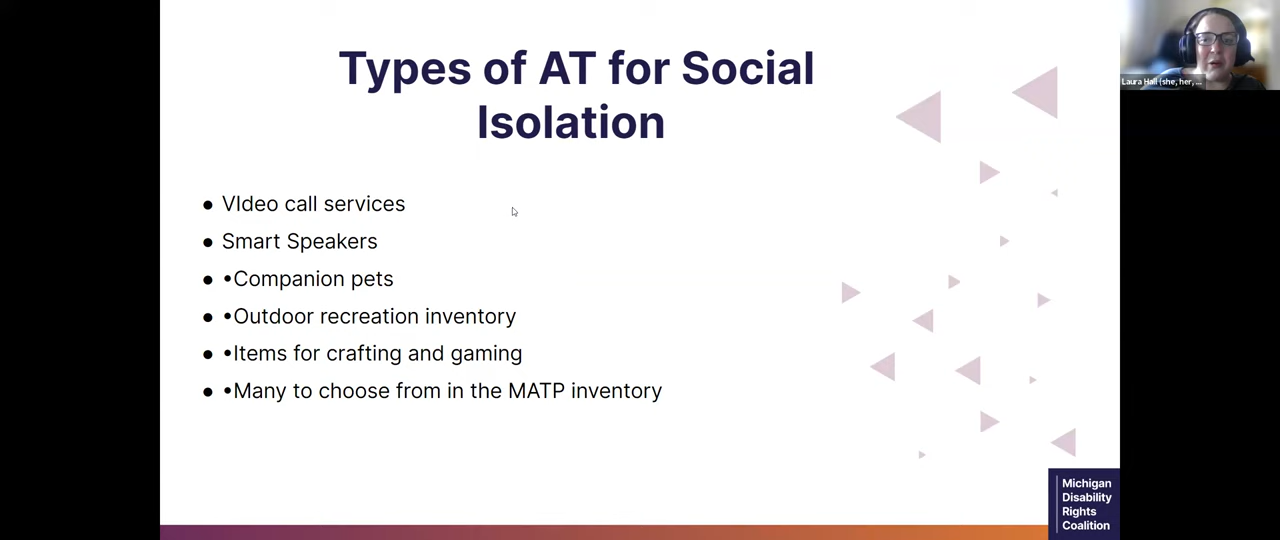 Types of AT for Social
Isolation
● VIdeo call services
● Smart Speakers
● •Companion pets
● •Outdoor recreation inventory
● •Items for crafting and gaming
● •Many to choose from in the MATP inventory
Laura Hall (she, her, ...
Michigan
Disability
Rights
Coalition